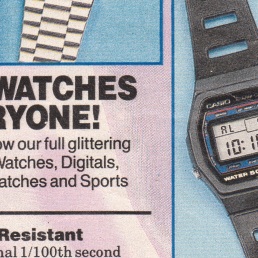 WATCHES
RYONE!
w our full glittering
Watches, Digitals,
atches and Sports
Resistant
nal 1/100th second
CASIO
AL
10:1
WATER